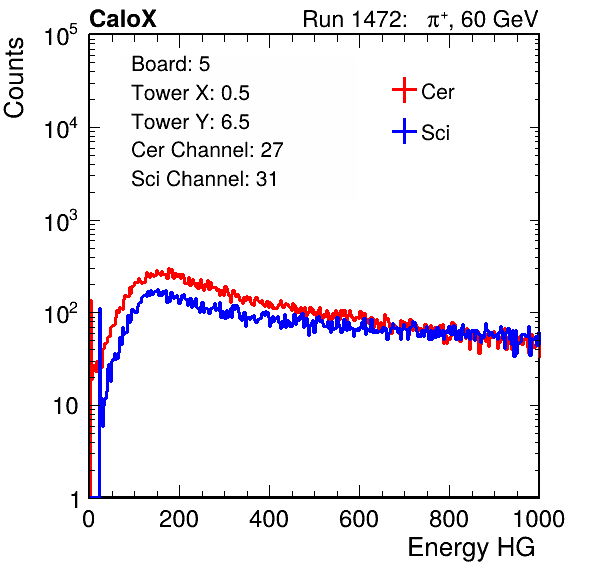 CaloX Run 1472: π⁺, 60 GeV
Counts
Board: 5
Tower X: 0.5
Tower Y: 6.5
Cer Channel: 27
Sci Channel: 31
Cer
Sci
10⁵
10⁴
10³
10²
10
1
0 200 400 600 800 1000
Energy HG